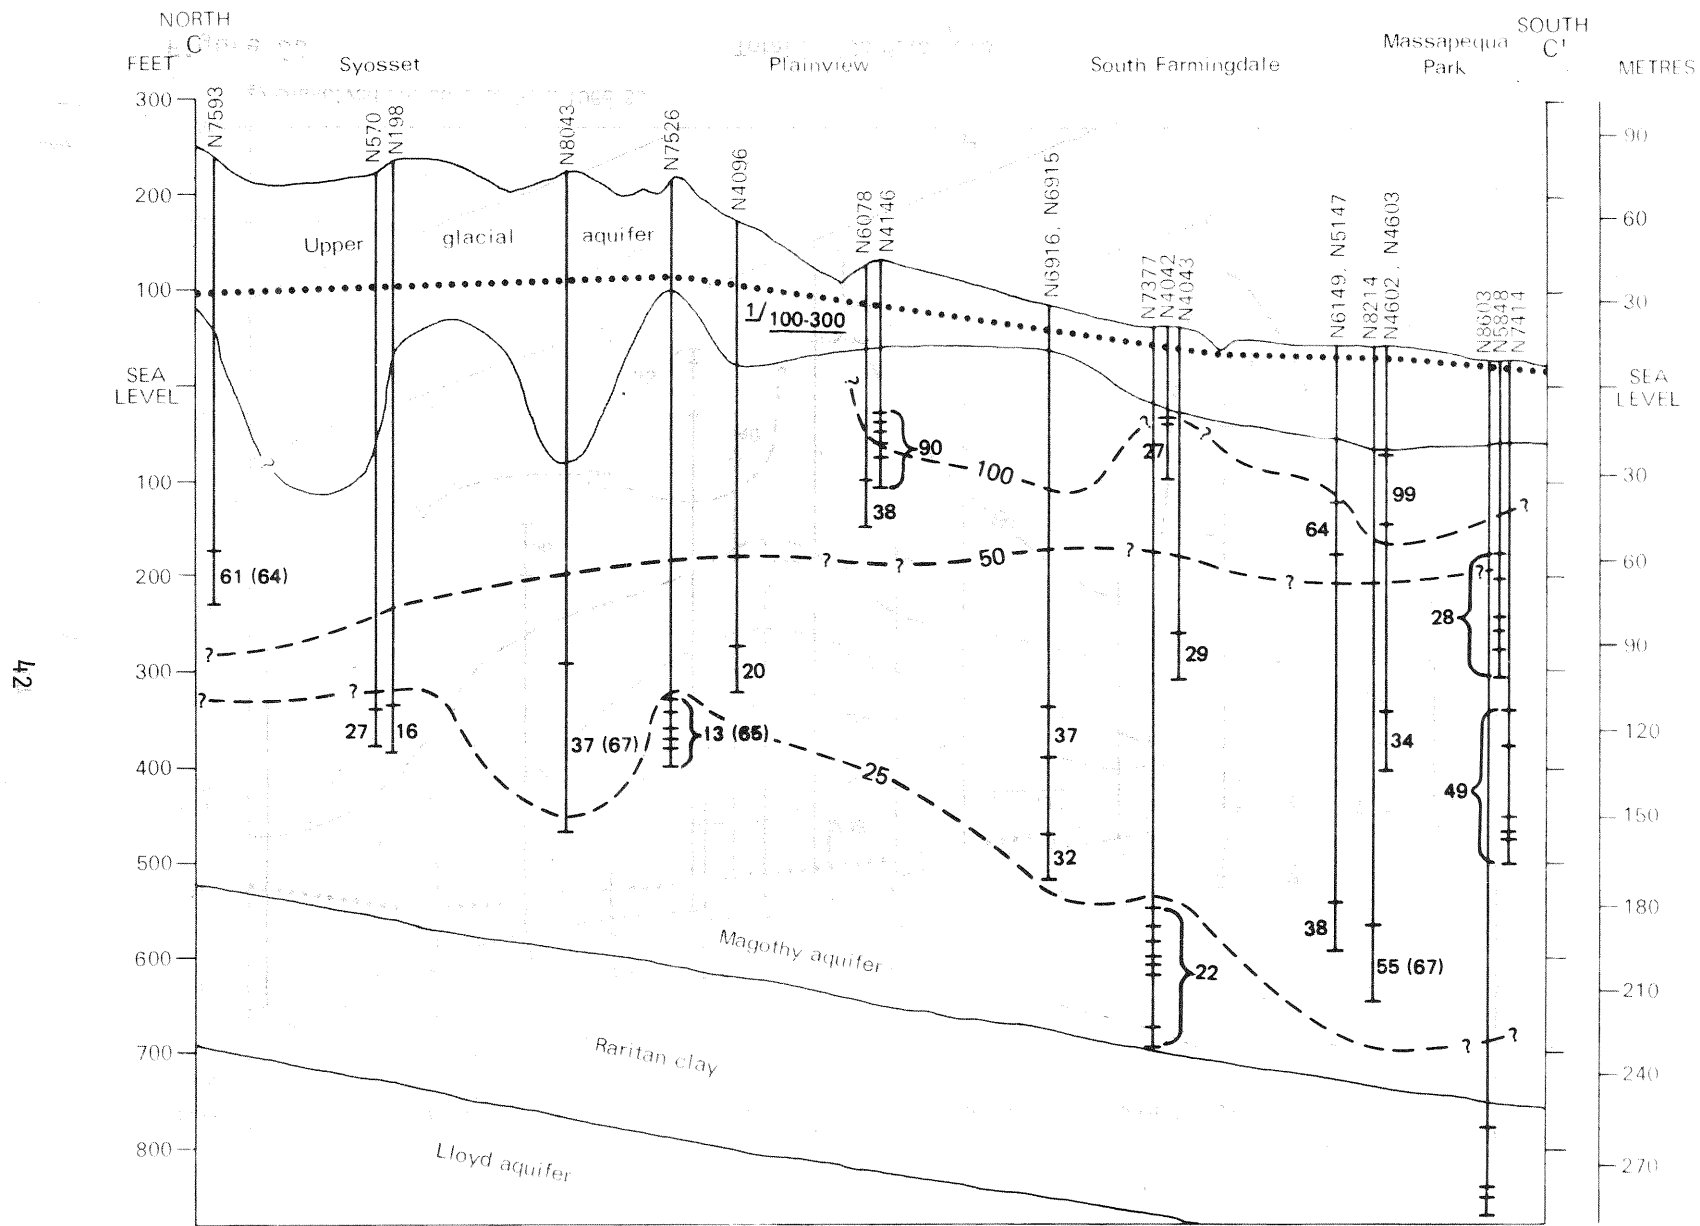 NORTH
C
SOUTH
C'
FEET
Syosset
Plainview
South Farmingdale
Massapequa
Park
METRES
300
200
100
SEA
LEVEL
100
200
300
400
500
600
700
800
90
60
30
SEA
LEVEL
30
60
90
120
150
180
210
240
270
N7593
N570
N198
N8043
N7526
N4096
N6078
N4146
N6916, N6915
N7377
N4042
N4043
N6149, N5147
N8214
N4602, N4603
N8603
N5848
N7414
Upper glacial aquifer
1/ 100-300
?
?
90
100
?
27
?
99
?
38
64
61 (64)
? ? ? 50 ? ? ?
28
29
20
? ?
27
16
37 (67)
13 (65)
37
34
49
25
32
38
55 (67)
22
? ?
Magothy aquifer
Raritan clay
Lloyd aquifer
42